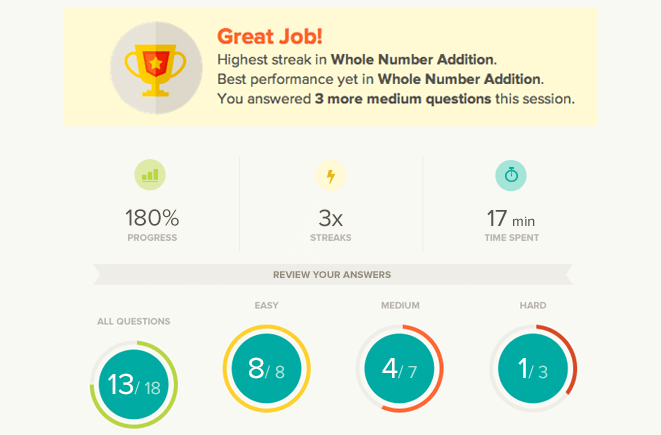 Great Job!
Highest streak in Whole Number Addition.
Best performance yet in Whole Number Addition.
You answered 3 more medium questions this session.
180%
PROGRESS
3x
STREAKS
17 min
TIME SPENT
REVIEW YOUR ANSWERS
ALL QUESTIONS
13/ 18
EASY
8/ 8
MEDIUM
4/ 7
HARD
1/ 3